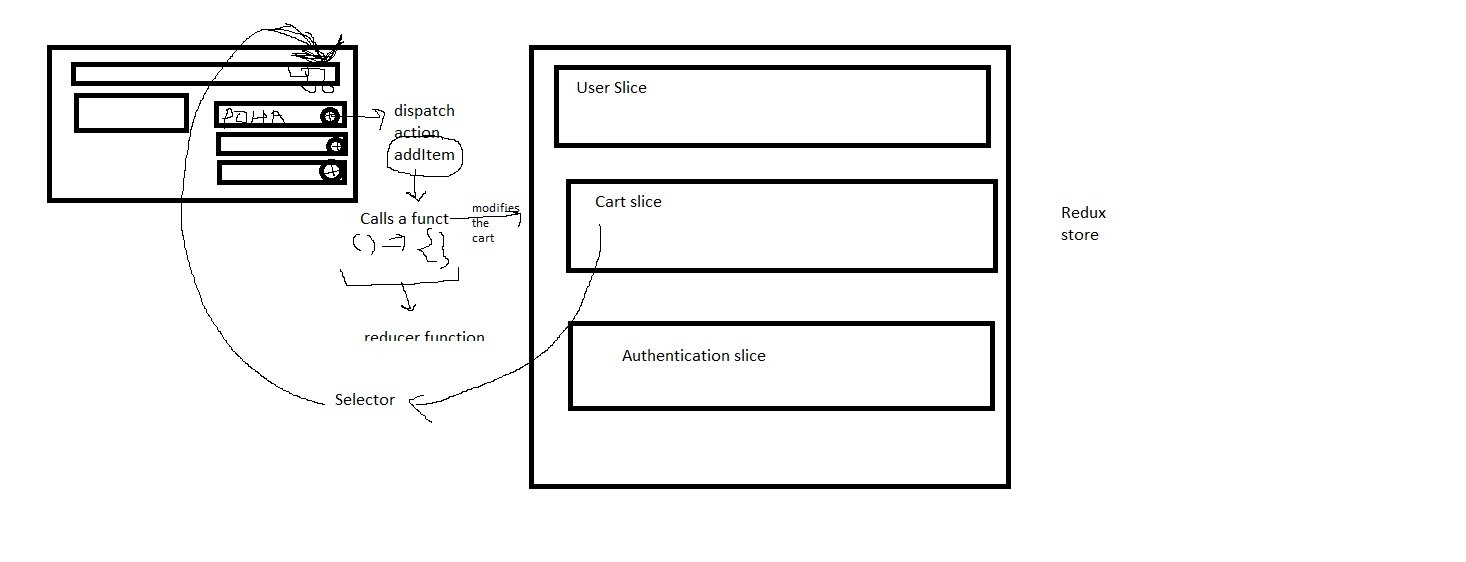 POHA
dispatch
action
addItem
Calls a funct
modifies
the
cart
() => {}
reducer function
Selector
User Slice
Cart slice
Authentication slice
Redux
store